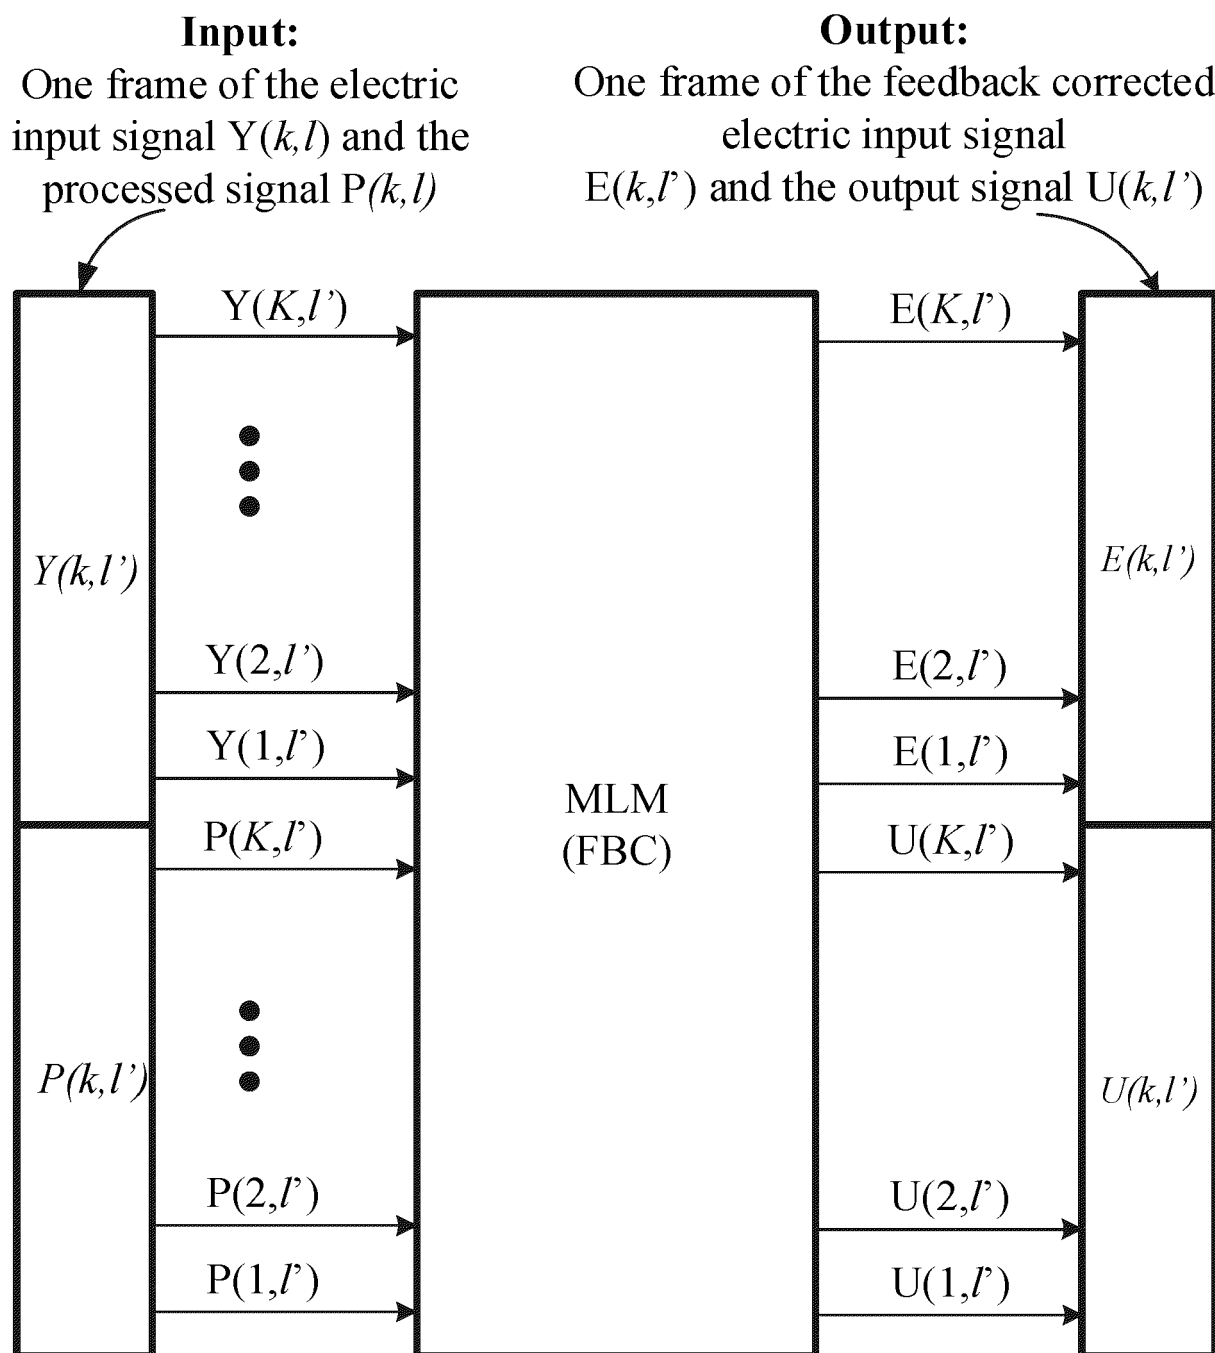 Input:
One frame of the electric
input signal Y(k,l) and the
processed signal P(k,l)
Output:
One frame of the feedback corrected
electric input signal
E(k,l’) and the output signal U(k,l’)
Y(K,l’)
E(K,l’)
Y(k,l’)
E(k,l’)
Y(2,l’)
E(2,l’)
Y(1,l’)
E(1,l’)
MLM
(FBC)
P(K,l’)
U(K,l’)
P(k,l’)
U(k,l’)
P(2,l’)
U(2,l’)
P(1,l’)
U(1,l’)